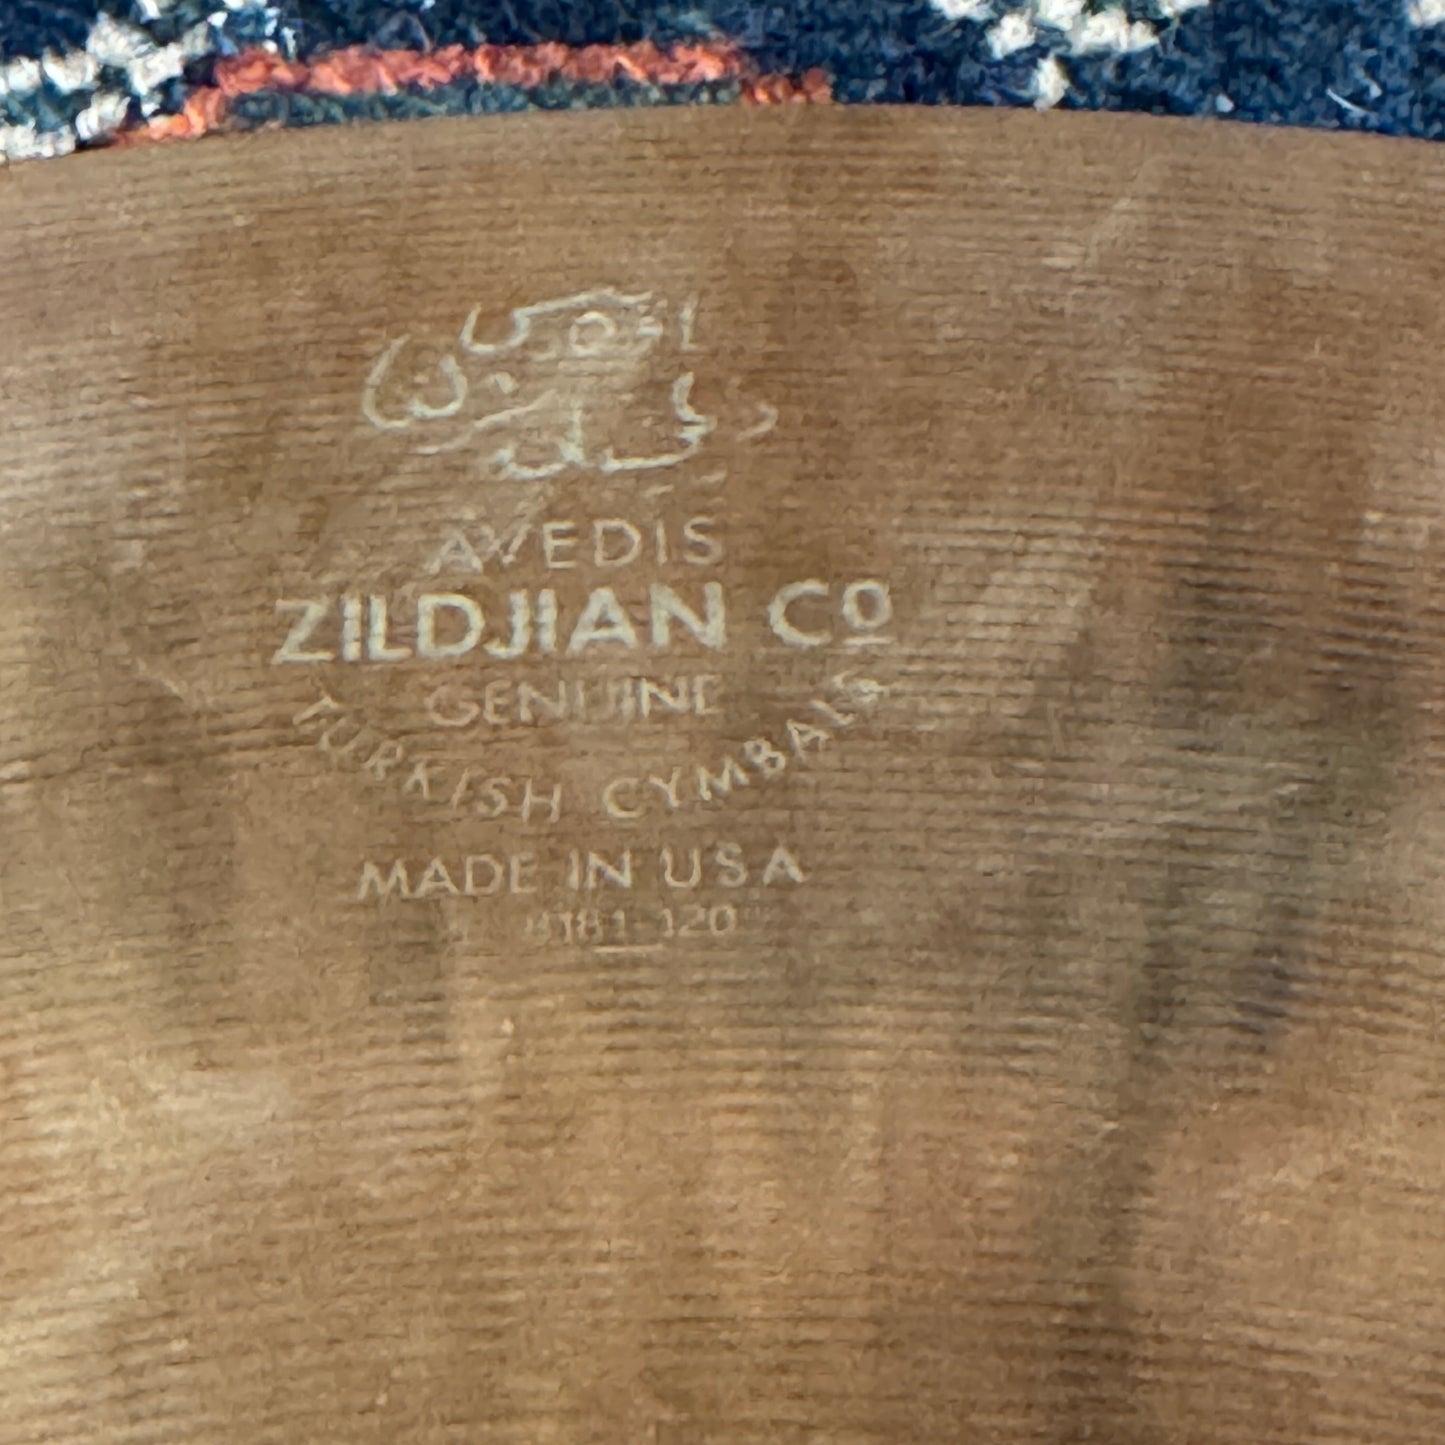 AVEDIS
ZILDJIAN Co
GENUINE
TURKISH CYMBALS
MADE IN USA